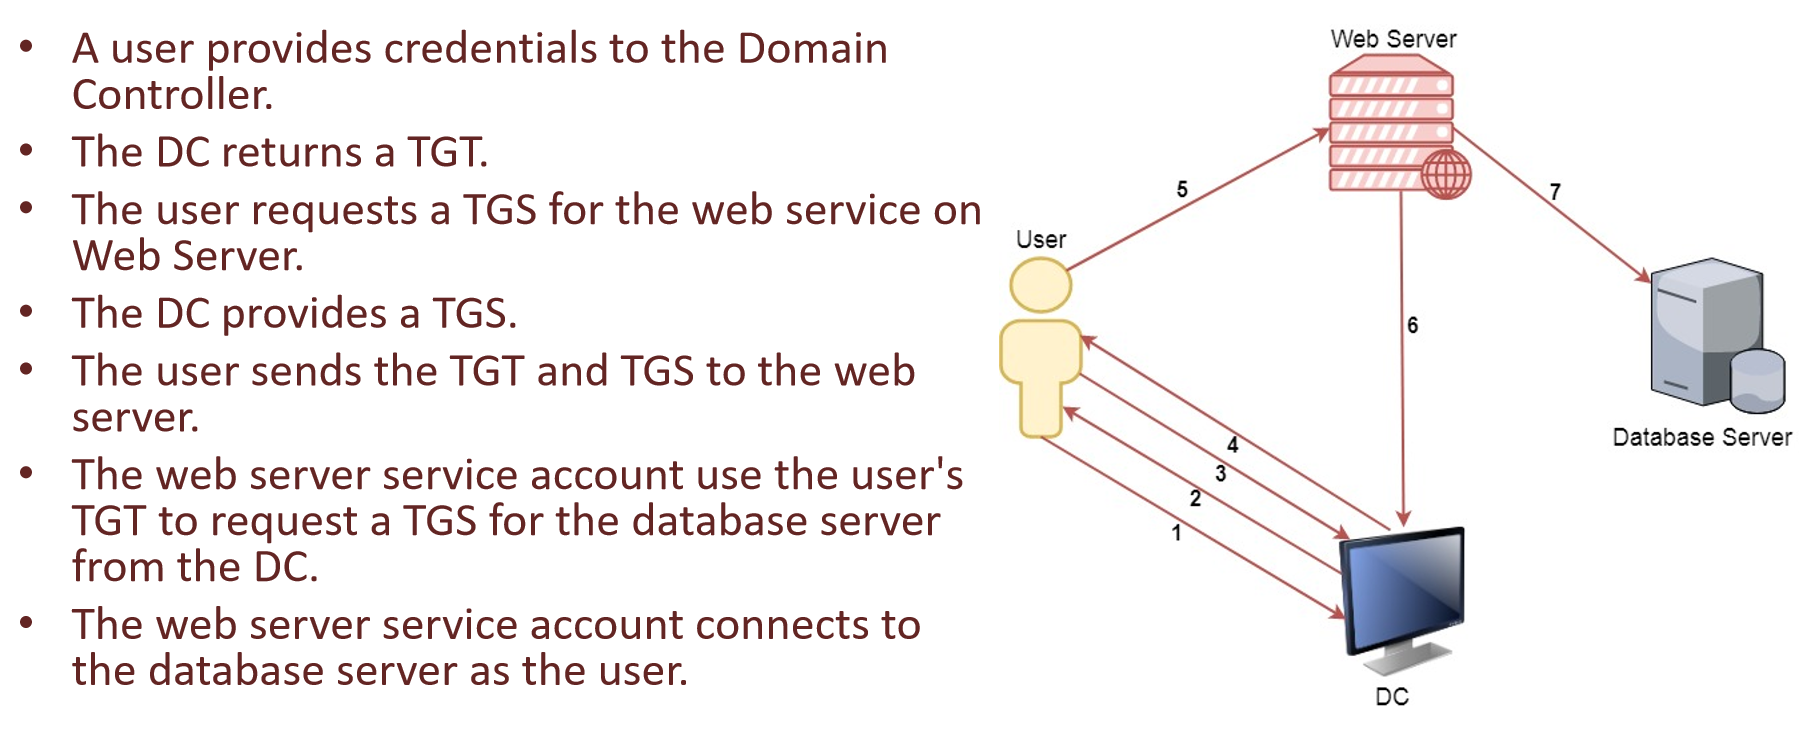 • A user provides credentials to the Domain
Controller.
• The DC returns a TGT.
• The user requests a TGS for the web service on
Web Server.
• The DC provides a TGS.
• The user sends the TGT and TGS to the web
server.
• The web server service account use the user's
TGT to request a TGS for the database server
from the DC.
• The web server service account connects to
the database server as the user.
Web Server
5
7
User
6
4
3
2
1
Database Server
DC